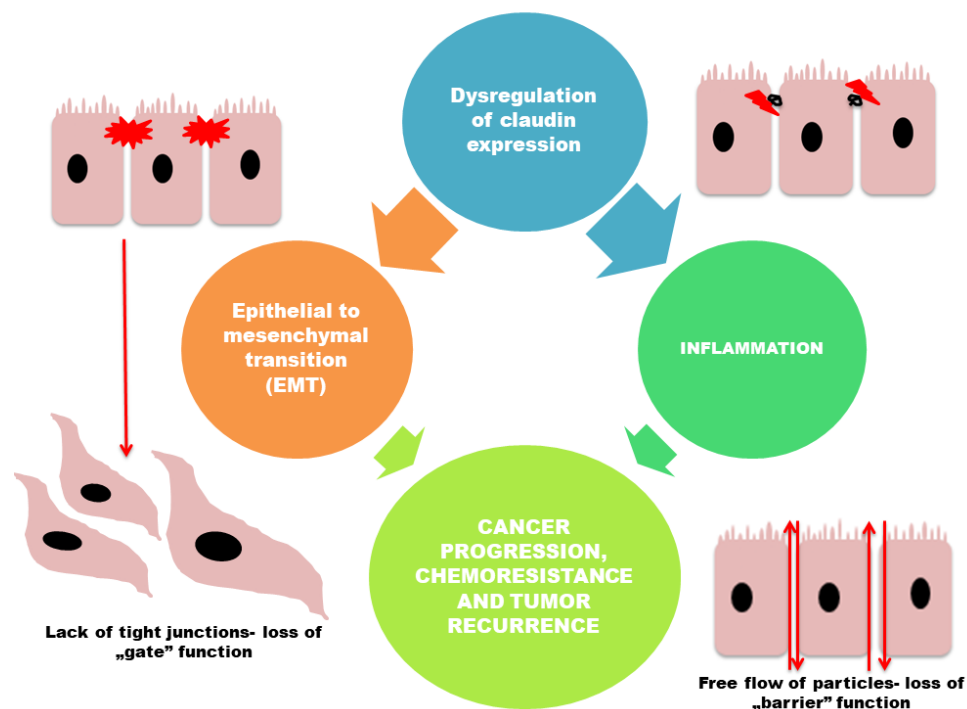 Dysregulation
of claudin
expression
Epithelial to
mesenchymal
transition
(EMT)
INFLAMMATION
CANCER
PROGRESSION,
CHEMORESISTANCE
AND TUMOR
RECURRENCE
Lack of tight junctions- loss of
„gate” function
Free flow of particles- loss of
„barrier” function